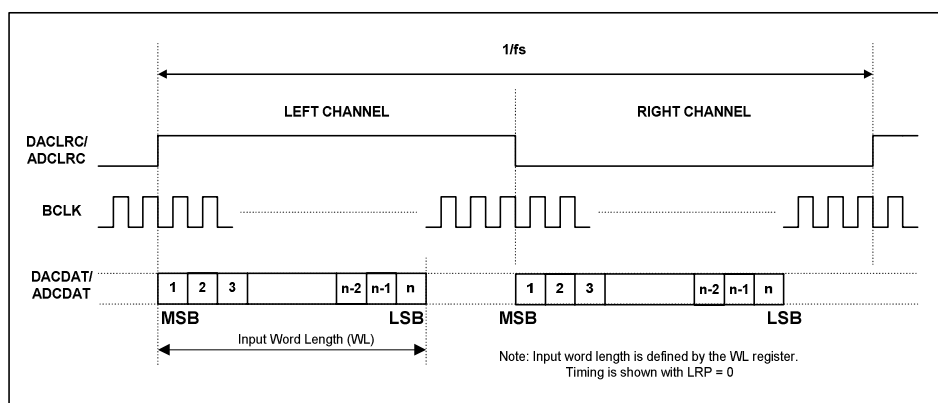 1/fs
LEFT CHANNEL
RIGHT CHANNEL
DACLRC/
ADCLRC
BCLK
DACDAT/
ADCDAT
1 2 3 n-2 n-1 n
1 2 3 n-2 n-1 n
MSB
LSB
MSB
LSB
Input Word Length (WL)
Note: Input word length is defined by the WL register.
Timing is shown with LRP = 0